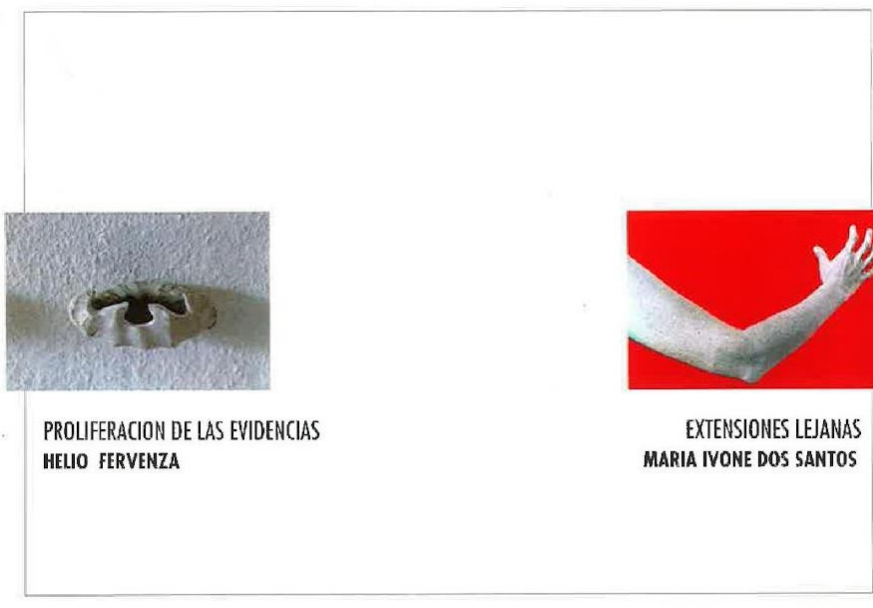 PROLIFERACION DE LAS EVIDENCIAS
HELIO FERVENZA
EXTENSIONES LEJANAS
MARIA IVONE DOS SANTOS